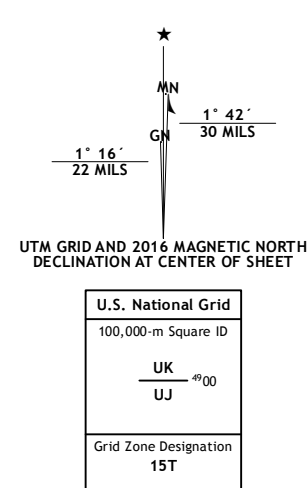 ★
MN
1° 42´
30 MILS
GN
1° 16´
22 MILS
UTM GRID AND 2016 MAGNETIC NORTH
DECLINATION AT CENTER OF SHEET
U.S. National Grid
100,000-m Square ID
UK
4900
UJ
Grid Zone Designation
15T